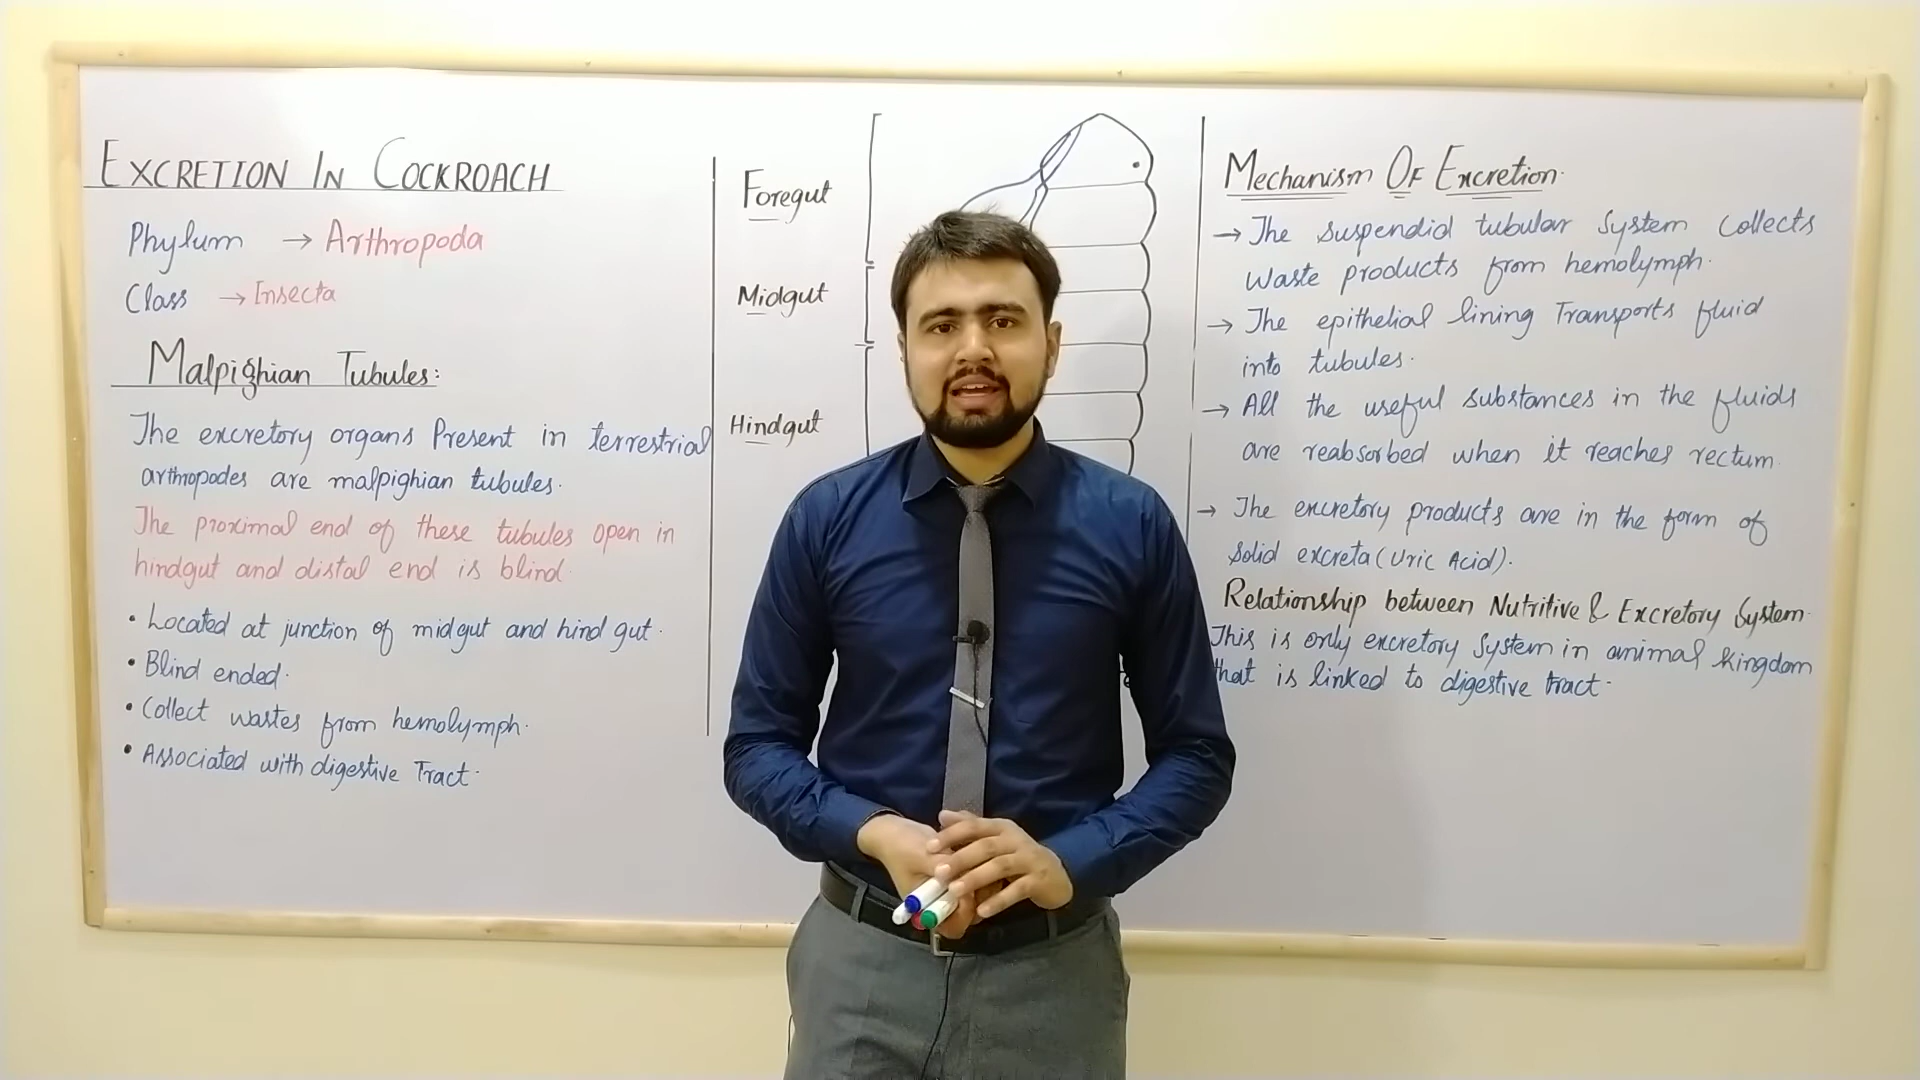 EXCRETION IN COCKROACH
Phylum → Arthropoda
Class → Insecta
Malpighian Tubules:
The excretory organs Present in terrestrial
arthropodes are malpighian tubules.
The proximal end of these tubules open in
hindgut and distal end is blind.
• Located at junction of midgut and hind gut.
• Blind ended.
• Collect wastes from hemolymph.
• Associated with digestive Tract.
Foregut
Midgut
Hindgut
Mechanism OF Excretion.
→ The suspendid tubular System Collects
Waste products from hemolymph.
→ The epithelial lining Transports fluid
into tubules.
→ All the useful substances in the fluids
are reabsorbed when it reaches rectum.
→ The excretory products are in the form of
Solid excreta (Uric Acid).
Relationship between Nutritive & Excretory System.
This is only excretory System in animal kingdom
that is linked to digestive tract.